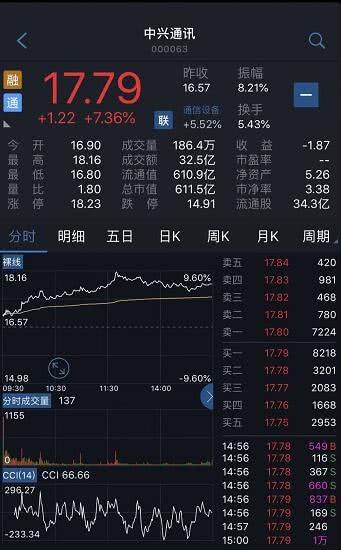 中兴通讯
000063
融 17.79 昨收 振幅
16.57 8.21%
通 通信设备 换手
+1.22 +7.36% 联 +5.52% 5.43%
今开 16.90 成交量 186.4万 收益 -1.87
最高 18.16 成交额 32.5亿 市盈率 --
最低 16.80 流通值 610.9亿 净资产 5.26
量比 1.80 总市值 611.5亿 市净率 3.38
涨停 18.23 跌停 14.91 流通股 34.3亿
分时 明细 五日 日K 周K 月K 周期
裸线
18.16 9.60%
16.57
14.98 -9.60%
09:30 10:30 11:30 14:00
分时成交量 137
1155
0
CCI(14) CCI 66.66
296.27
-233.34
卖五 17.84 420
卖四 17.83 981
卖三 17.82 468
卖二 17.81 780
卖一 17.80 7224
买一 17.79 8218
买二 17.78 3201
买三 17.77 2083
买四 17.76 1668
买五 17.75 2953
14:56 17.78 549 B
14:56 17.78 116 S
14:56 17.78 367 S
14:56 17.78 660 S
14:56 17.79 837 B
14:56 17.78 169 S
14:57 17.78 246
15:00 17.79 1万